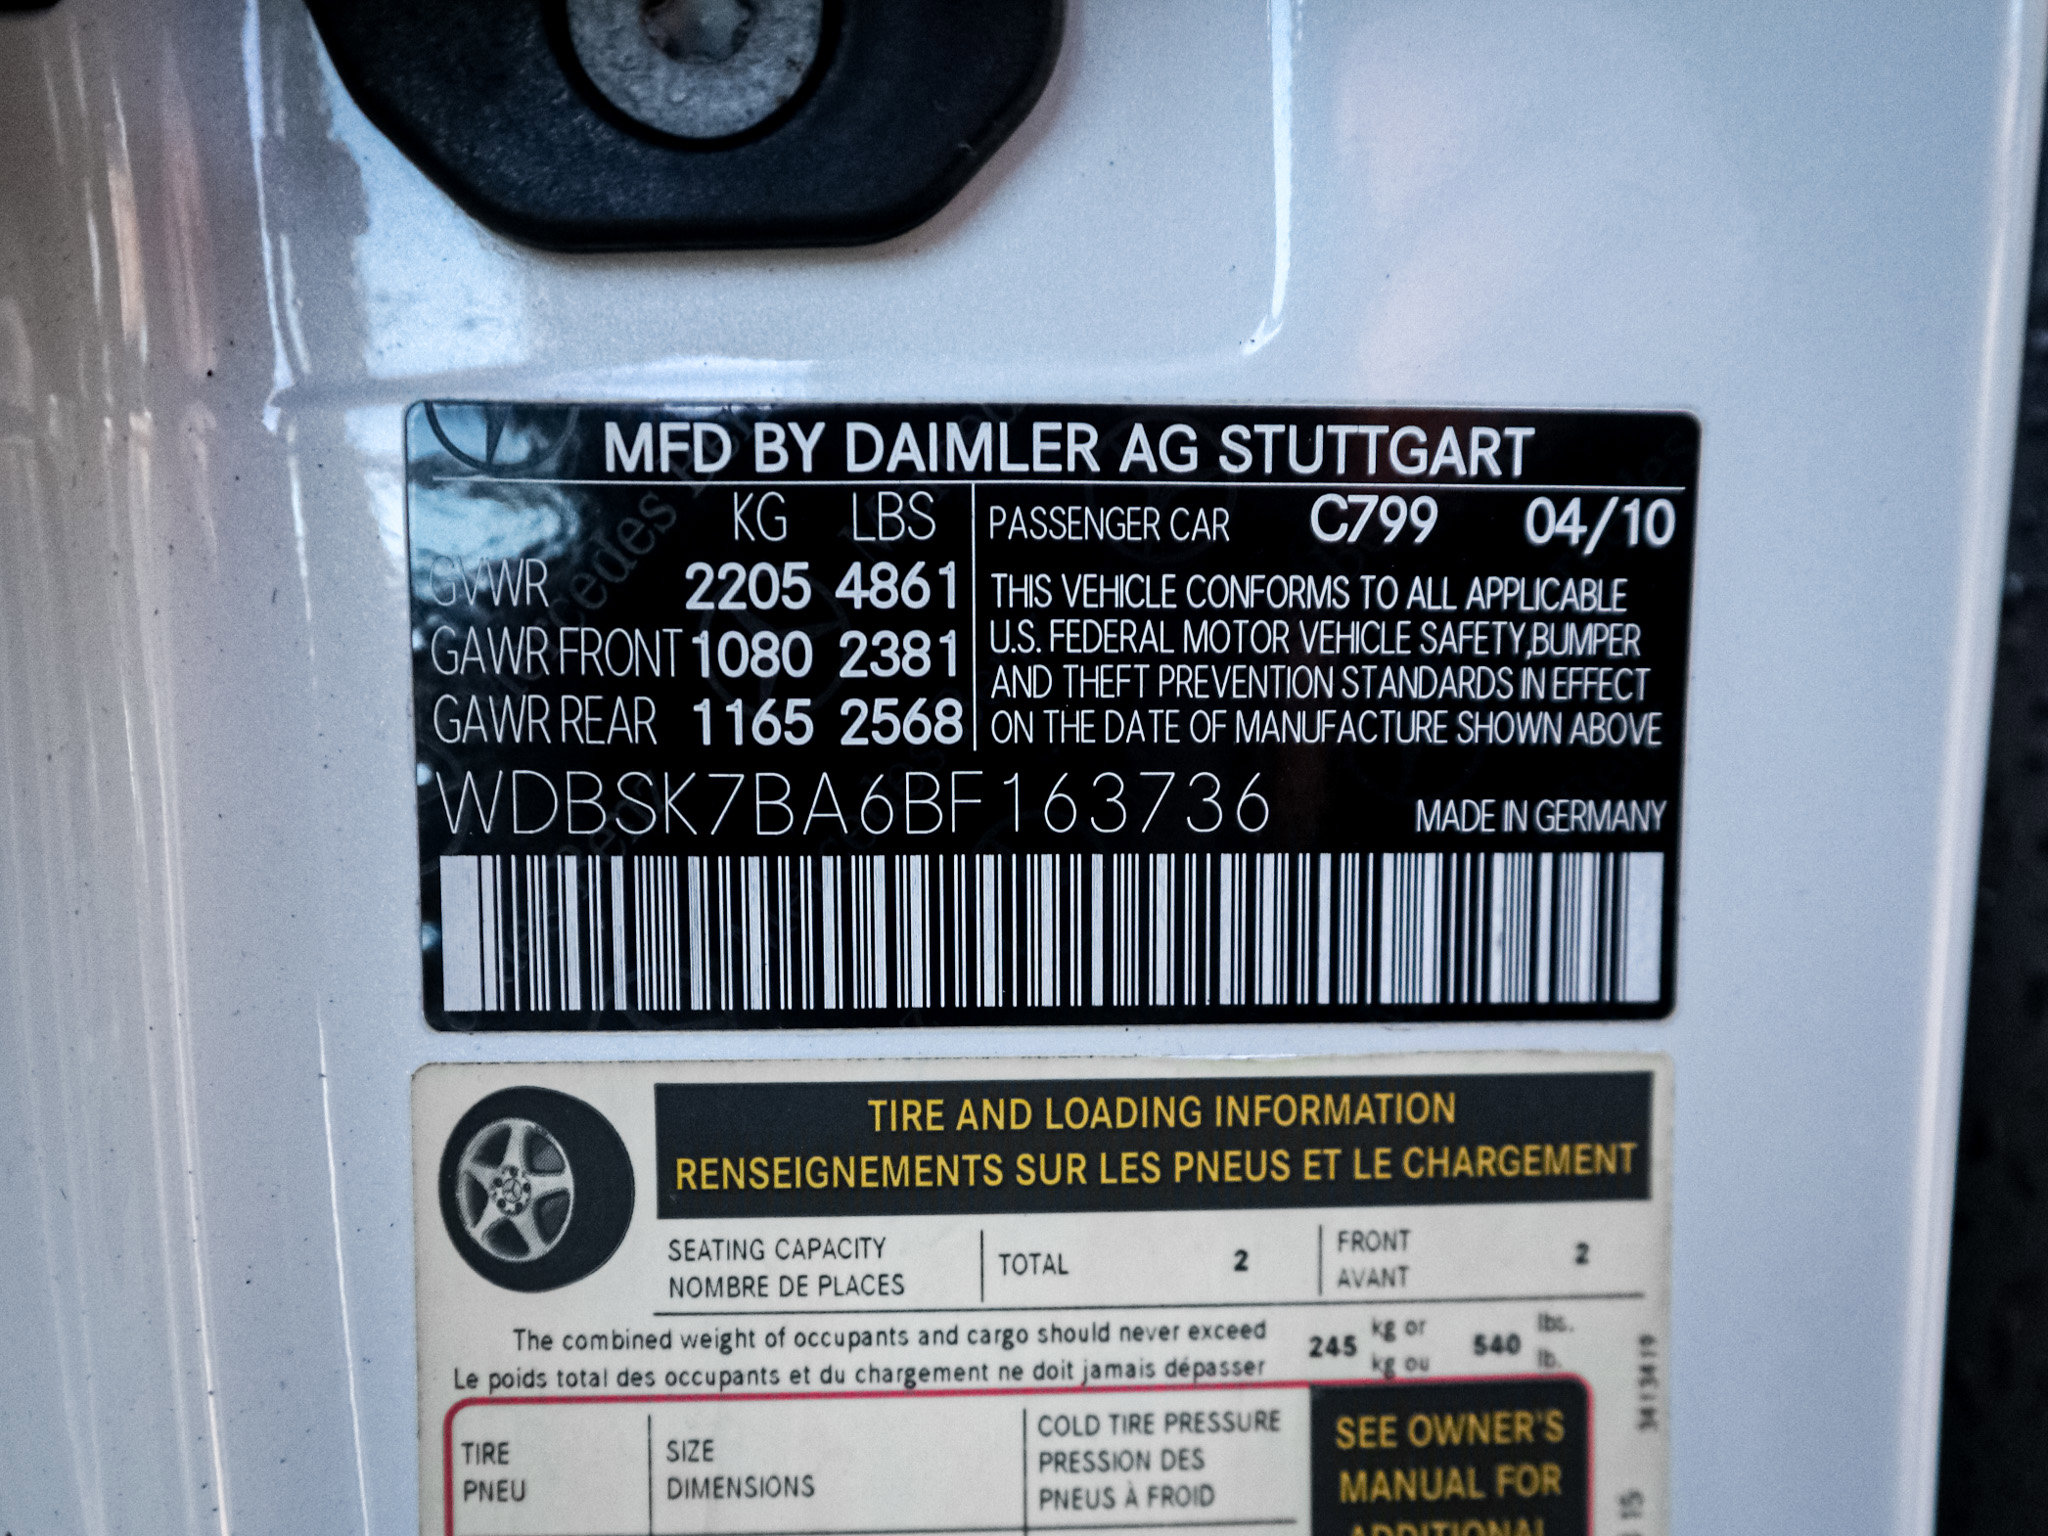 MFD BY DAIMLER AG STUTTGART
KG LBS
GVWR 2205 4861
GAWR FRONT 1080 2381
GAWR REAR 1165 2568
PASSENGER CAR C799 04/10
THIS VEHICLE CONFORMS TO ALL APPLICABLE
U.S. FEDERAL MOTOR VEHICLE SAFETY,BUMPER
AND THEFT PREVENTION STANDARDS IN EFFECT
ON THE DATE OF MANUFACTURE SHOWN ABOVE
WDBSK7BA6BF163736
MADE IN GERMANY
TIRE AND LOADING INFORMATION
RENSEIGNEMENTS SUR LES PNEUS ET LE CHARGEMENT
SEATING CAPACITY
NOMBRE DE PLACES
TOTAL 2
FRONT
AVANT
2
The combined weight of occupants and cargo should never exceed
Le poids total des occupants et du chargement ne doit jamais dépasser
245 kg or 540 lbs.
kg ou lb.
TIRE
PNEU
SIZE
DIMENSIONS
COLD TIRE PRESSURE
PRESSION DES
PNEUS À FROID
SEE OWNER'S
MANUAL FOR
ADDITIONAL
3413419
15